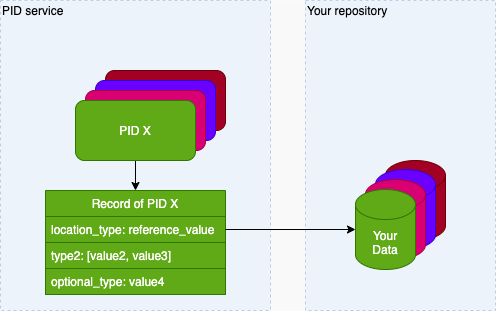 PID service
Your repository
PID X
Record of PID X
location_type: reference_value
type2: [value2, value3]
optional_type: value4
Your
Data